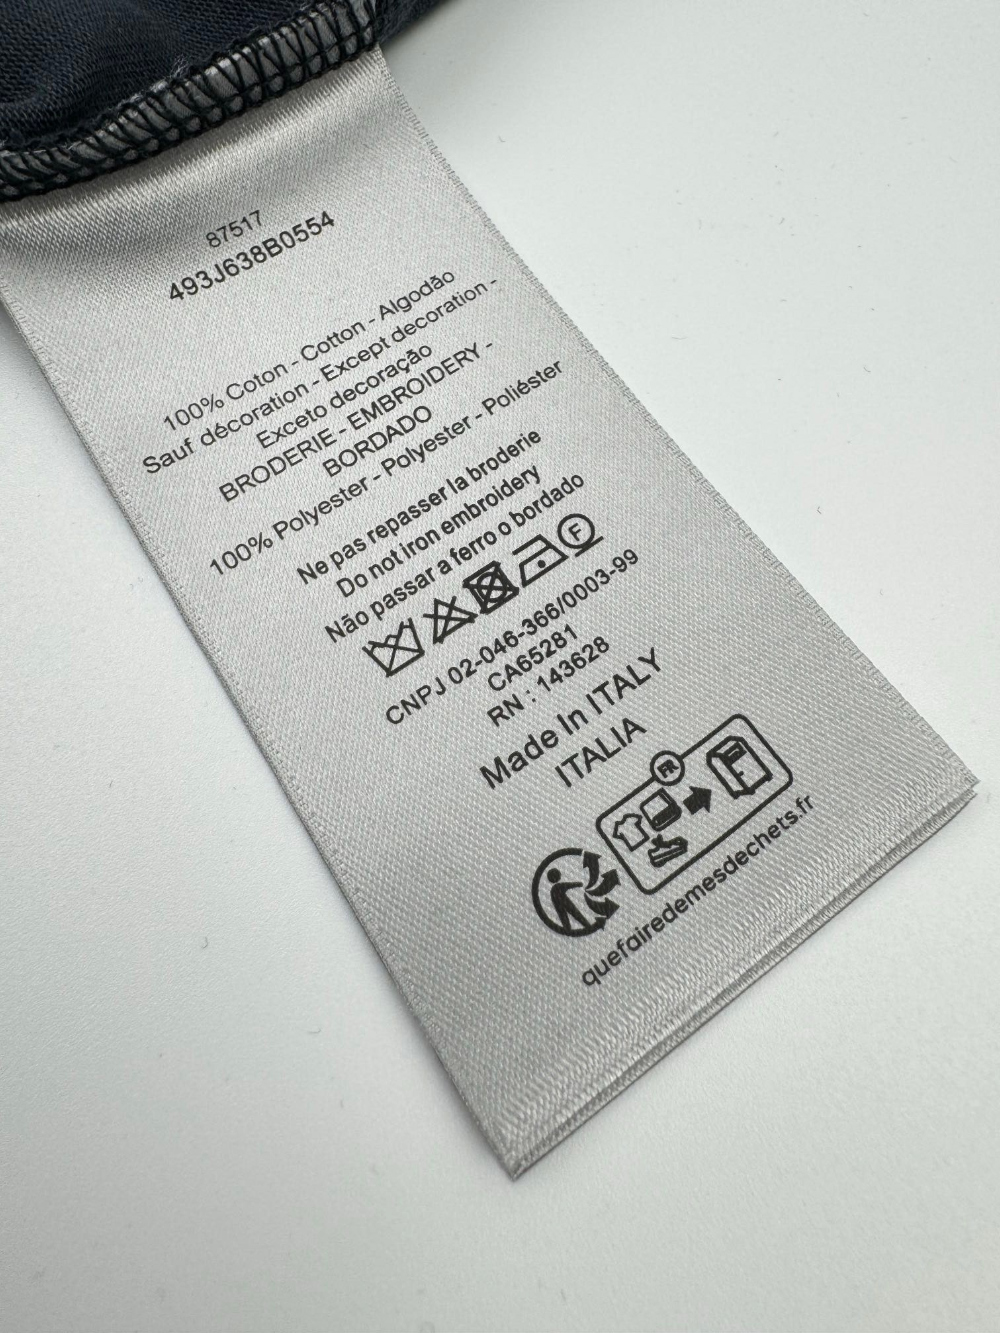 87517
493J638B0554
100% Coton - Cotton - Algodão
Sauf décoration - Except decoration -
Exceto decoração
BRODERIE - EMBROIDERY -
BORDADO
100% Polyester - Polyester - Poliéster
Ne pas repasser la broderie
Do not iron embroidery
Não passar a ferro o bordado
F
CNPJ 02-046-366/0003-99
CA65281
RN : 143628
Made In ITALY
ITALIA
FR
quefairedemesdechets.fr